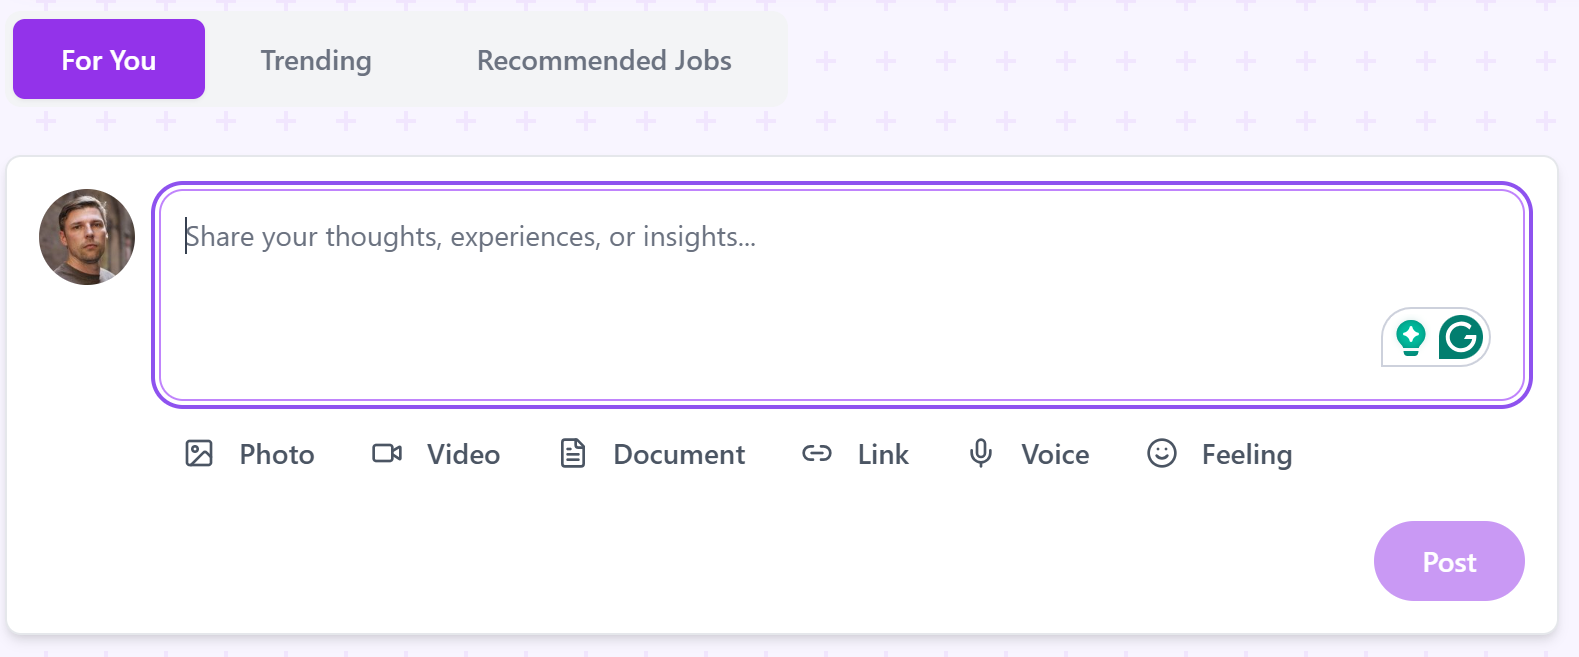 For You Trending Recommended Jobs
Share your thoughts, experiences, or insights...
Photo Video Document Link Voice Feeling
Post